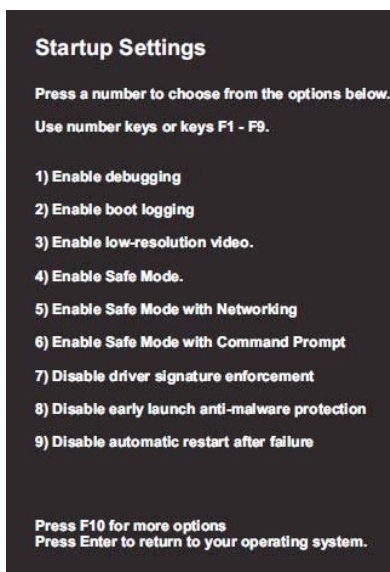 Startup Settings
Press a number to choose from the options below.
Use number keys or keys F1 - F9.
1) Enable debugging
2) Enable boot logging
3) Enable low-resolution video.
4) Enable Safe Mode.
5) Enable Safe Mode with Networking
6) Enable Safe Mode with Command Prompt
7) Disable driver signature enforcement
8) Disable early launch anti-malware protection
9) Disable automatic restart after failure
Press F10 for more options
Press Enter to return to your operating system.